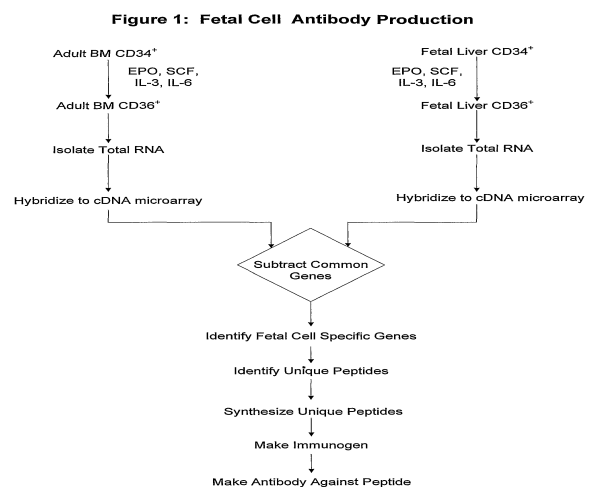 Figure 1: Fetal Cell Antibody Production
Adult BM CD34+
EPO, SCF,
IL-3, IL-6
Adult BM CD36+
Isolate Total RNA
Hybridize to cDNA microarray
Fetal Liver CD34+
EPO, SCF,
IL-3, IL-6
Fetal Liver CD36+
Isolate Total RNA
Hybridize to cDNA microarray
Subtract Common
Genes
Identify Fetal Cell Specific Genes
Identify Unique Peptides
Synthesize Unique Peptides
Make Immunogen
Make Antibody Against Peptide